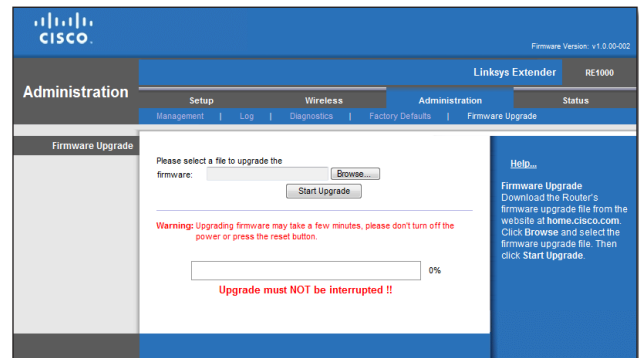 CISCO.
Firmware Version: v1.0.00-002
Linksys Extender RE1000
Administration
Setup Wireless Administration Status
Management | Log | Diagnostics | Factory Defaults | Firmware Upgrade
Firmware Upgrade
Please select a file to upgrade the
firmware: Browse...
Start Upgrade
Warning: Upgrading firmware may take a few minutes, please don't turn off the
power or press the reset button.
0%
Upgrade must NOT be interrupted !!
Help...
Firmware Upgrade
Download the Router's
firmware upgrade file from the
website at home.cisco.com.
Click Browse and select the
firmware upgrade file. Then
click Start Upgrade.